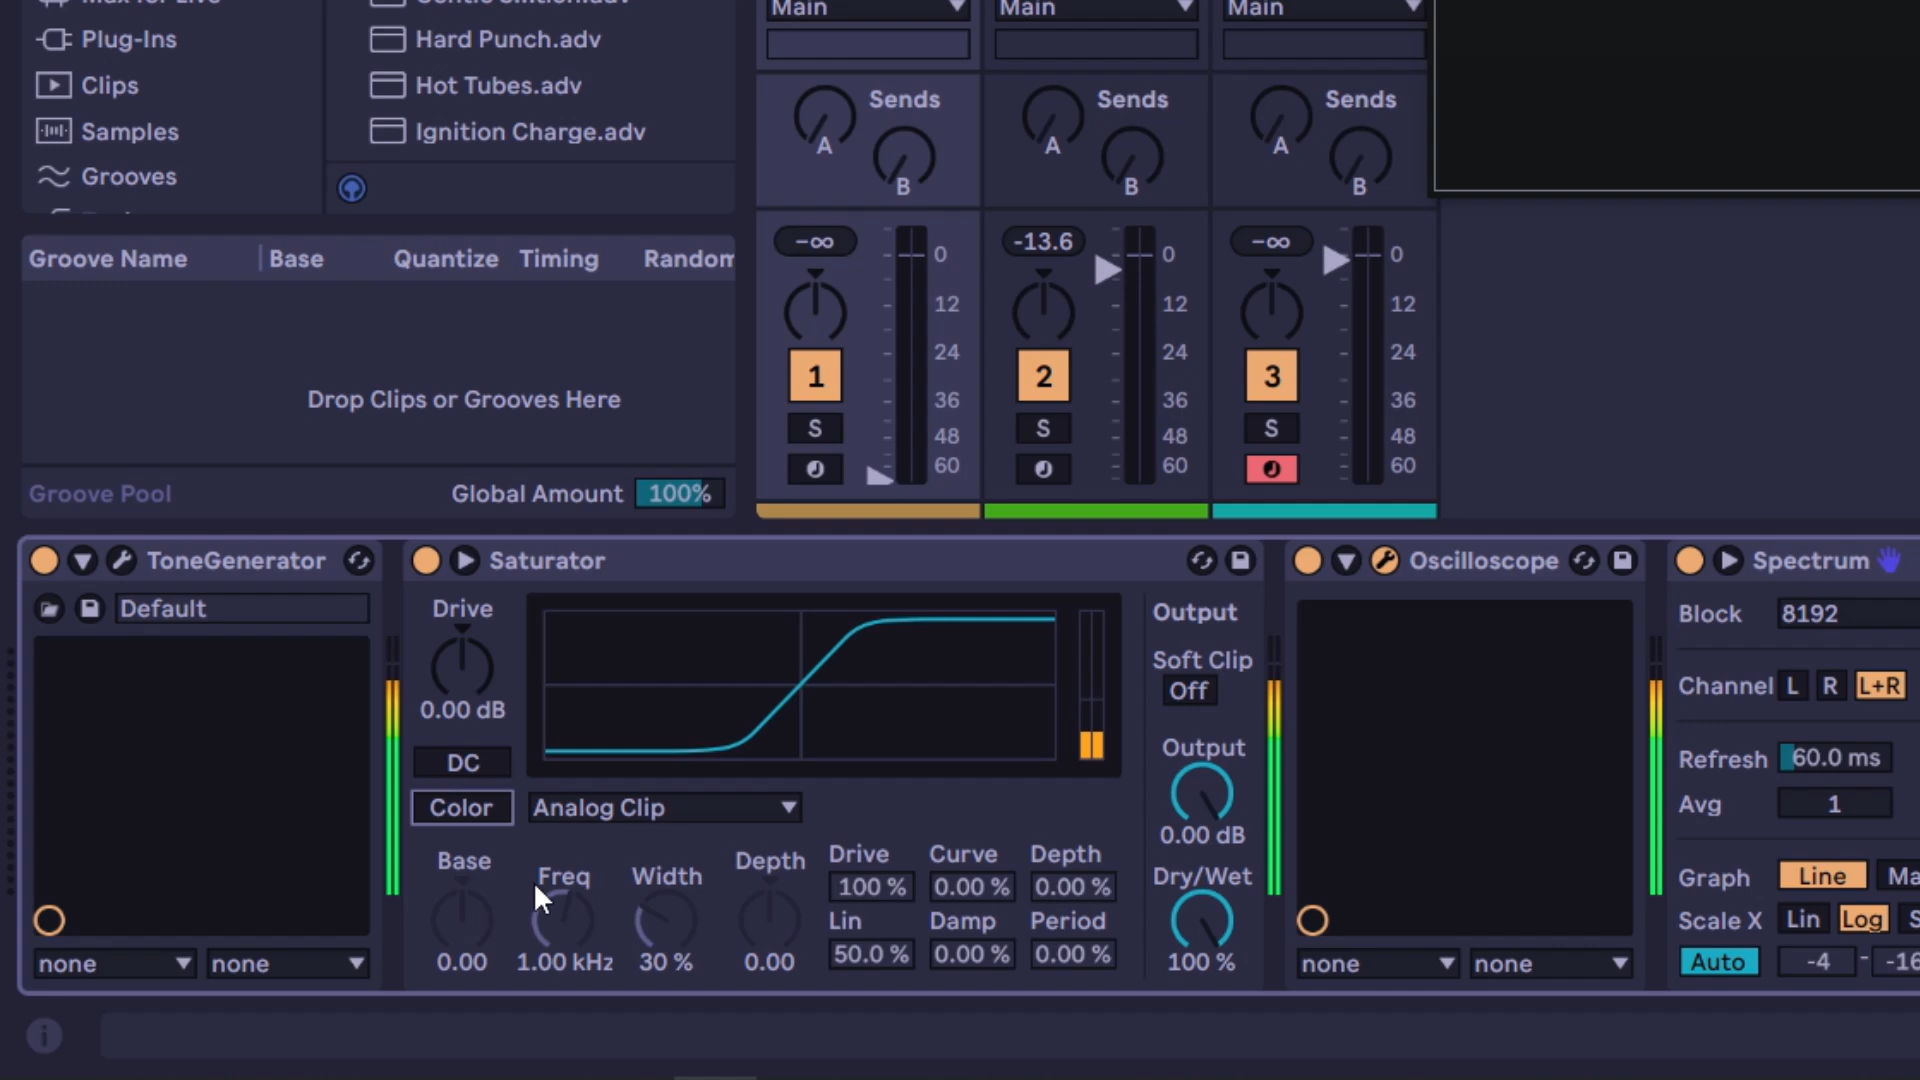 Plug-Ins
Clips
Samples
Grooves
Hard Punch.adv
Hot Tubes.adv
Ignition Charge.adv
Groove Name Base Quantize Timing Random
Drop Clips or Grooves Here
Groove Pool Global Amount 100%
Main Main Main
Sends Sends Sends
A A A
B B B
-∞ -13.6 -∞
0 0 0
12 12 12
24 24 24
1 2 3
36 36 36
S S S
48 48 48
60 60 60
ToneGenerator
Default
none none
Saturator
Drive
0.00 dB
DC
Color Analog Clip
Base Freq Width Depth
0.00 1.00 kHz 30 % 0.00
Drive Curve Depth
100 % 0.00 % 0.00 %
Lin Damp Period
50.0 % 0.00 % 0.00 %
Output
Soft Clip
Off
Output
0.00 dB
Dry/Wet
100 %
Oscilloscope
none none
Spectrum
Block 8192
Channel L R L+R
Refresh 60.0 ms
Avg 1
Graph Line
Scale X Lin Log
Auto -4 -